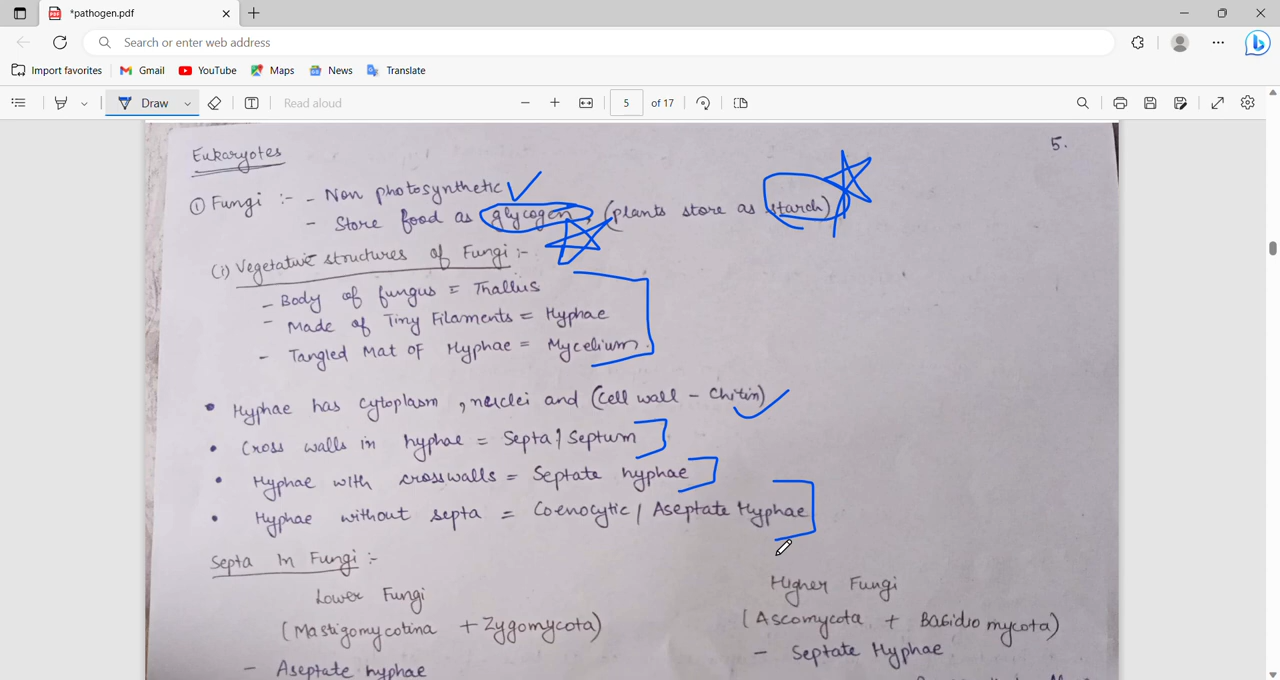 *pathogen.pdf
Search or enter web address
Import favorites Gmail YouTube Maps News Translate
Draw Read aloud 5 of 17
5.
Eukaryotes
① Fungi :- - Non photosynthetic
- Store food as glycogen, (plants store as starch)
(i) Vegetative structures of Fungi :-
- Body of fungus = Thallus
- Made of Tiny Filaments = Hyphae
- Tangled Mat of Hyphae = Mycelium.
• Hyphae has cytoplasm, nuclei and (cell wall - Chitin)
• Cross walls in hyphae = Septa / Septum
• Hyphae with crosswalls = Septate hyphae
• Hyphae without septa = Coenocytic / Aseptate Hyphae
Septa In Fungi :-
Lower Fungi Higher Fungi
(Mastigomycotina + Zygomycota) (Ascomycota + Basidiomycota)
- Aseptate hyphae - Septate Hyphae